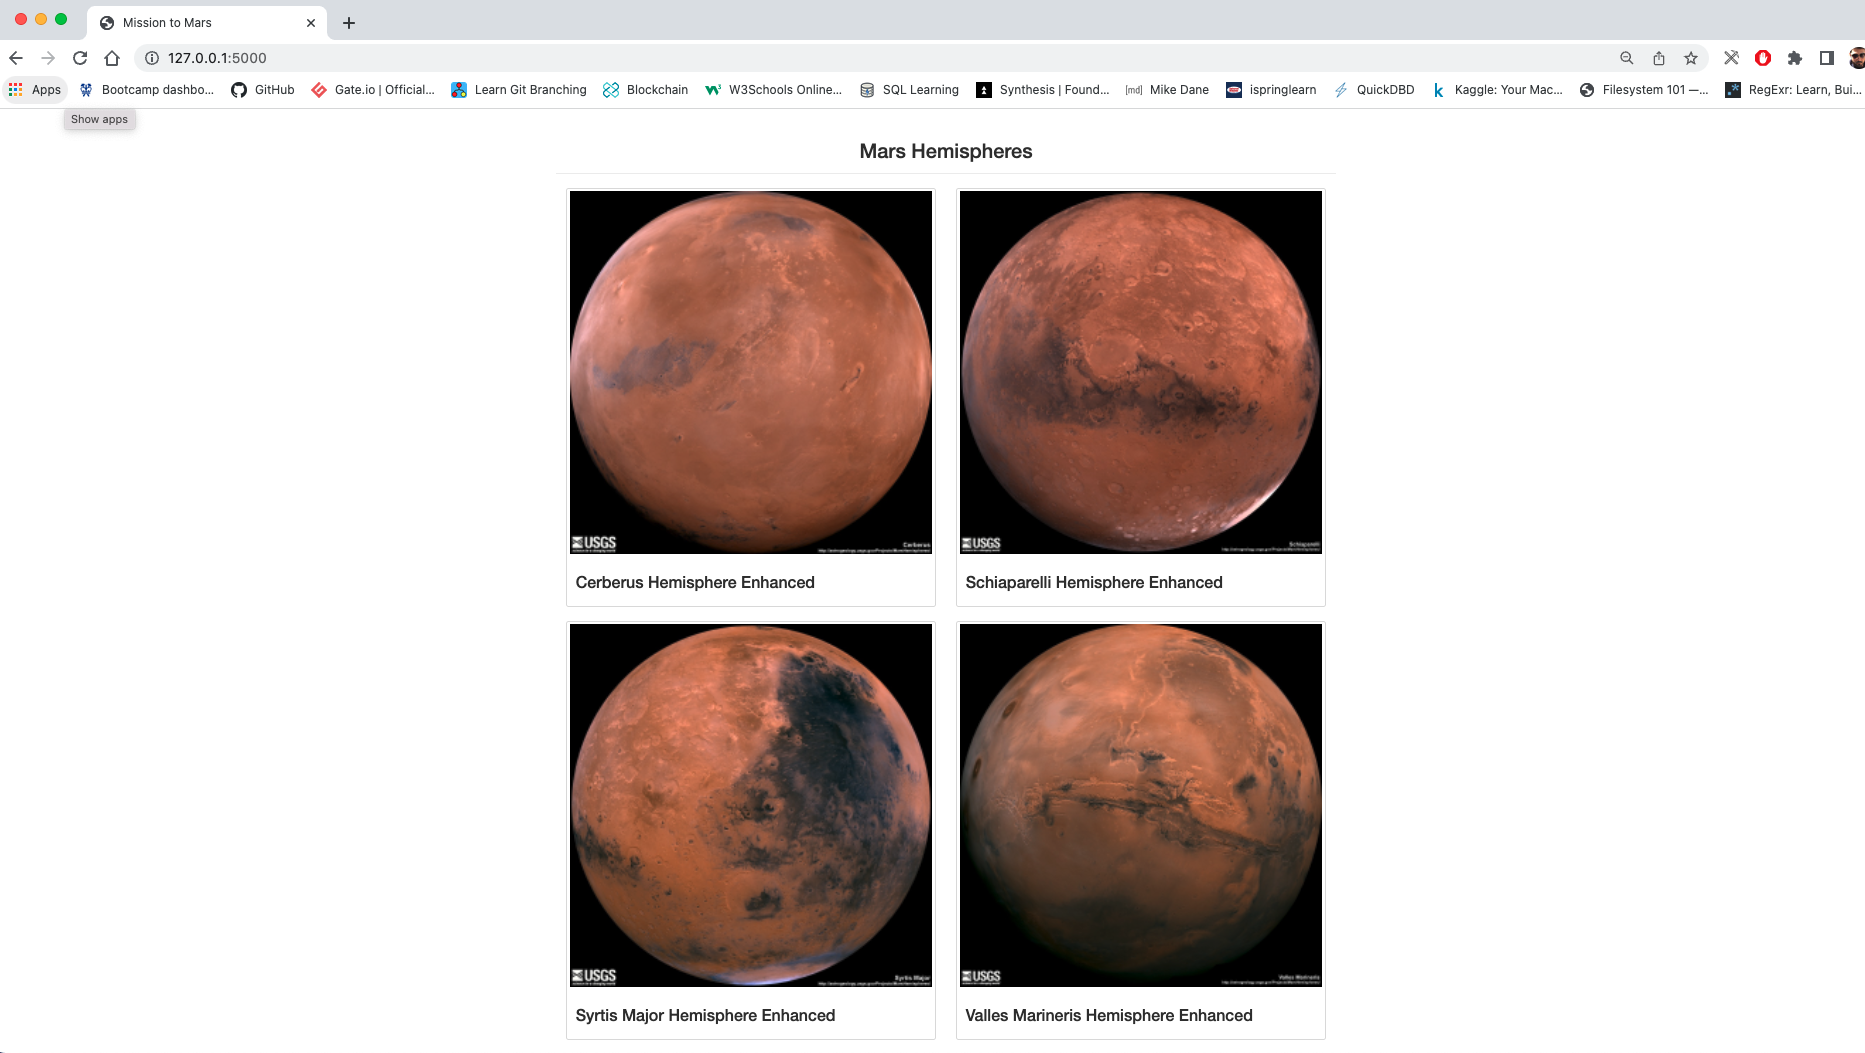 Mission to Mars
127.0.0.1:5000
Apps Bootcamp dashbo... GitHub Gate.io | Official... Learn Git Branching Blockchain W3Schools Online... SQL Learning Synthesis | Found... [md] Mike Dane ispringlearn QuickDBD k Kaggle: Your Mac... Filesystem 101 —... RegExr: Learn, Bui...
Show apps
Mars Hemispheres
USGS
Cerberus
USGS
Schiaparelli
Cerberus Hemisphere Enhanced
Schiaparelli Hemisphere Enhanced
USGS
Syrtis Major
USGS
Valles Marineris
Syrtis Major Hemisphere Enhanced
Valles Marineris Hemisphere Enhanced